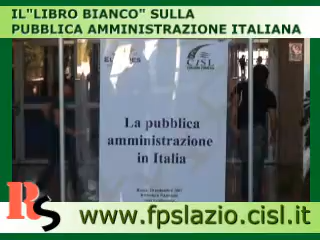 IL"LIBRO BIANCO" SULLA
PUBBLICA AMMINISTRAZIONE ITALIANA
CISL
La pubblica
amministrazione
in Italia
RS
www.fpslazio.cisl.it